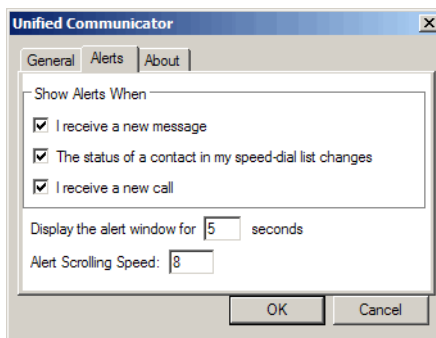 Unified Communicator
General Alerts About
Show Alerts When
I receive a new message
The status of a contact in my speed-dial list changes
I receive a new call
Display the alert window for 5 seconds
Alert Scrolling Speed: 8
OK Cancel